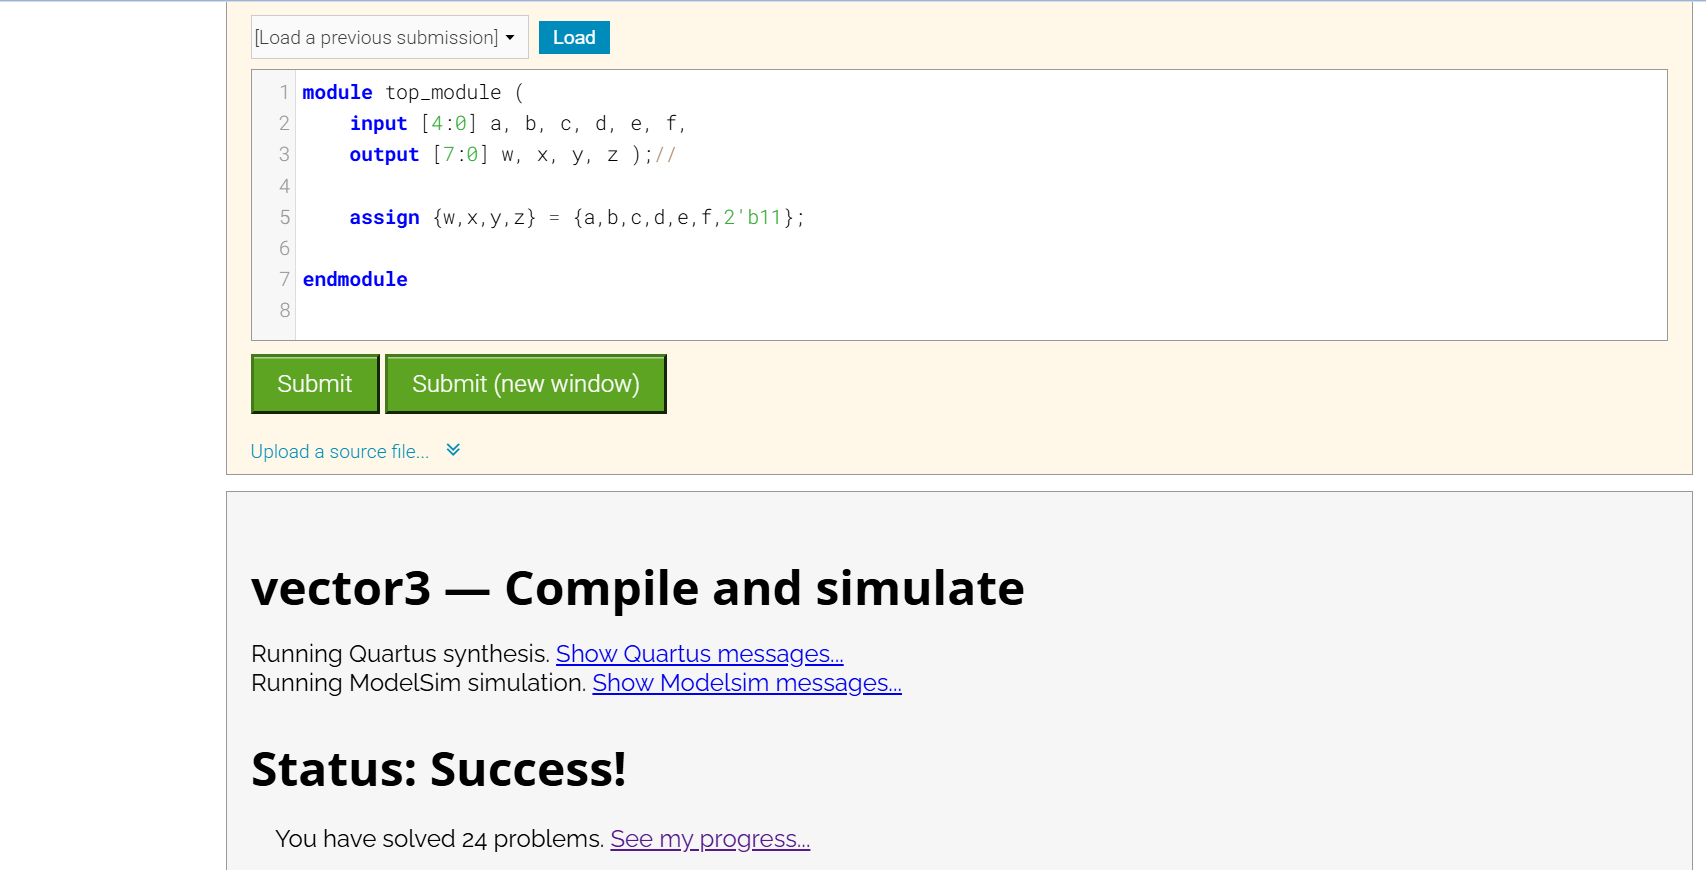 [Load a previous submission] Load
1 module top_module (
2     input [4:0] a, b, c, d, e, f,
3     output [7:0] w, x, y, z );//
4
5     assign {w,x,y,z} = {a,b,c,d,e,f,2'b11};
6
7 endmodule
8
Submit Submit (new window)
Upload a source file...
vector3 — Compile and simulate
Running Quartus synthesis. Show Quartus messages...
Running ModelSim simulation. Show Modelsim messages...
Status: Success!
You have solved 24 problems. See my progress...